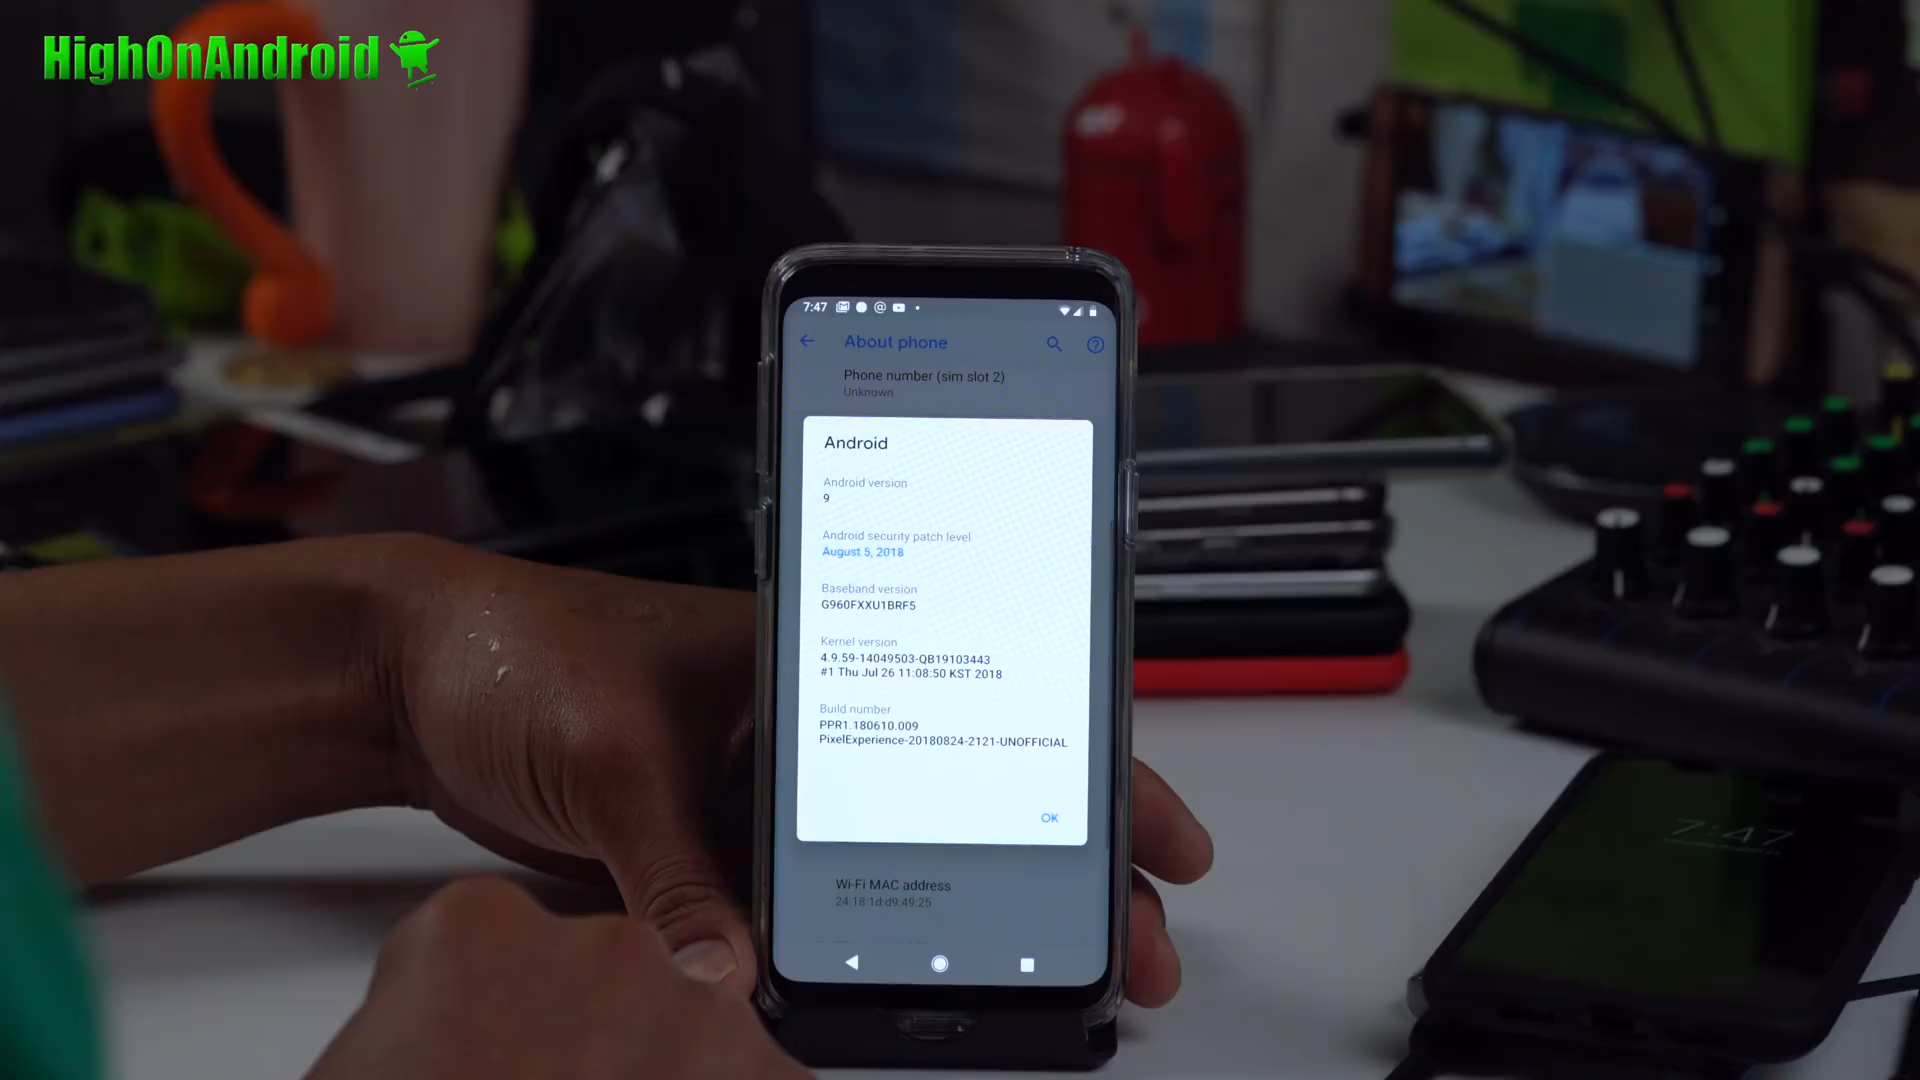 HighOnAndroid
7:47
About phone
Phone number (sim slot 2)
Unknown
Android
Android version
9
Android security patch level
August 5, 2018
Baseband version
G960FXXU1BRF5
Kernel version
4.9.59-14049503-QB19103443
#1 Thu Jul 26 11:08:50 KST 2018
Build number
PPR1.180610.009
PixelExperience-20180824-2121-UNOFFICIAL
OK
Wi-Fi MAC address
24:18:1d:d9:49:25
7:47